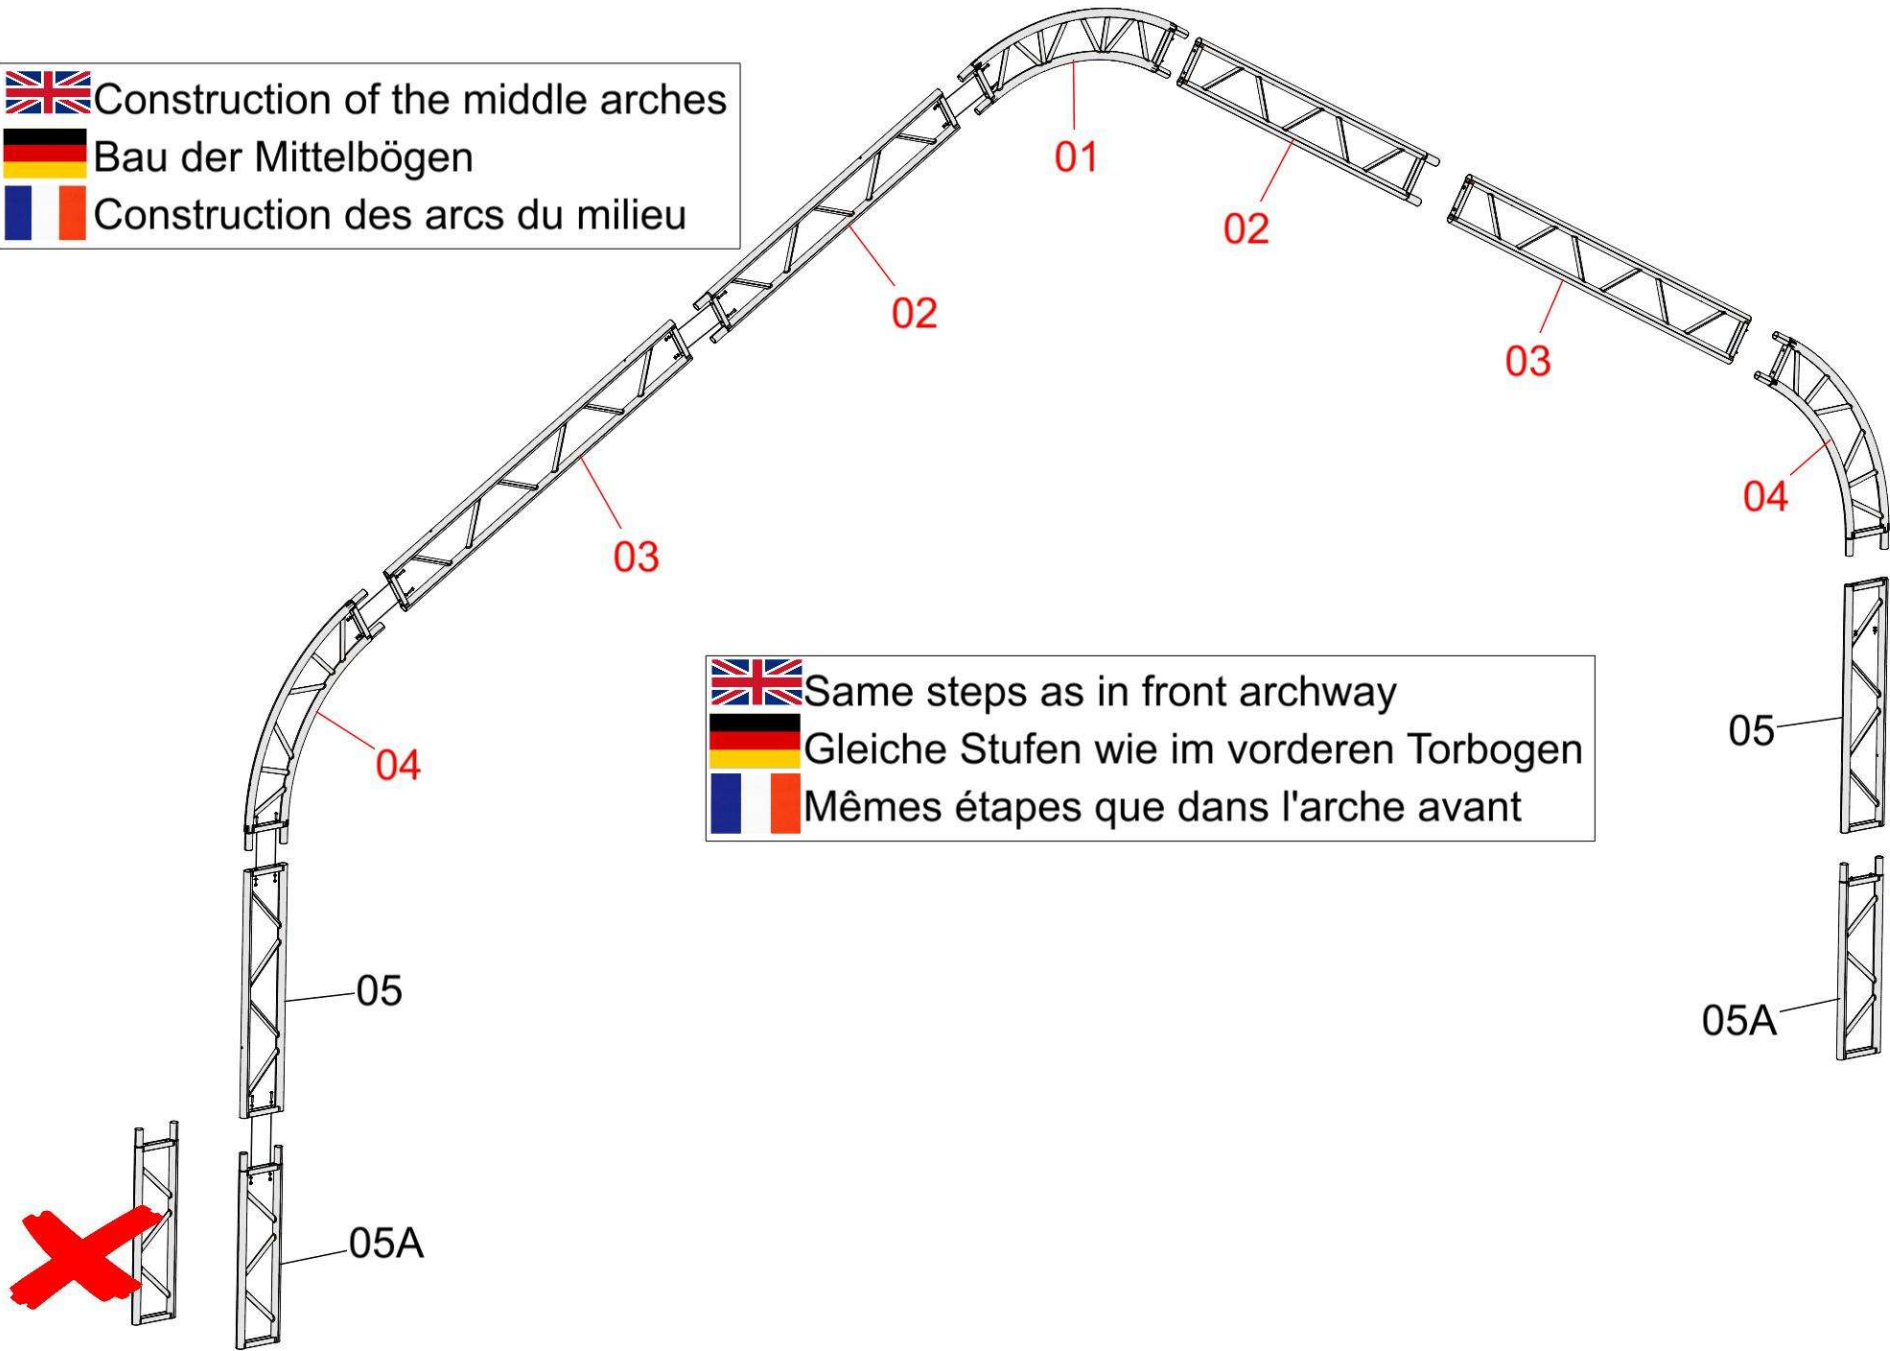 Construction of the middle arches
Bau der Mittelbögen
Construction des arcs du milieu
01
02
02
03
03
04
04
Same steps as in front archway
Gleiche Stufen wie im vorderen Torbogen
Mêmes étapes que dans l'arche avant
05
05
05A
05A